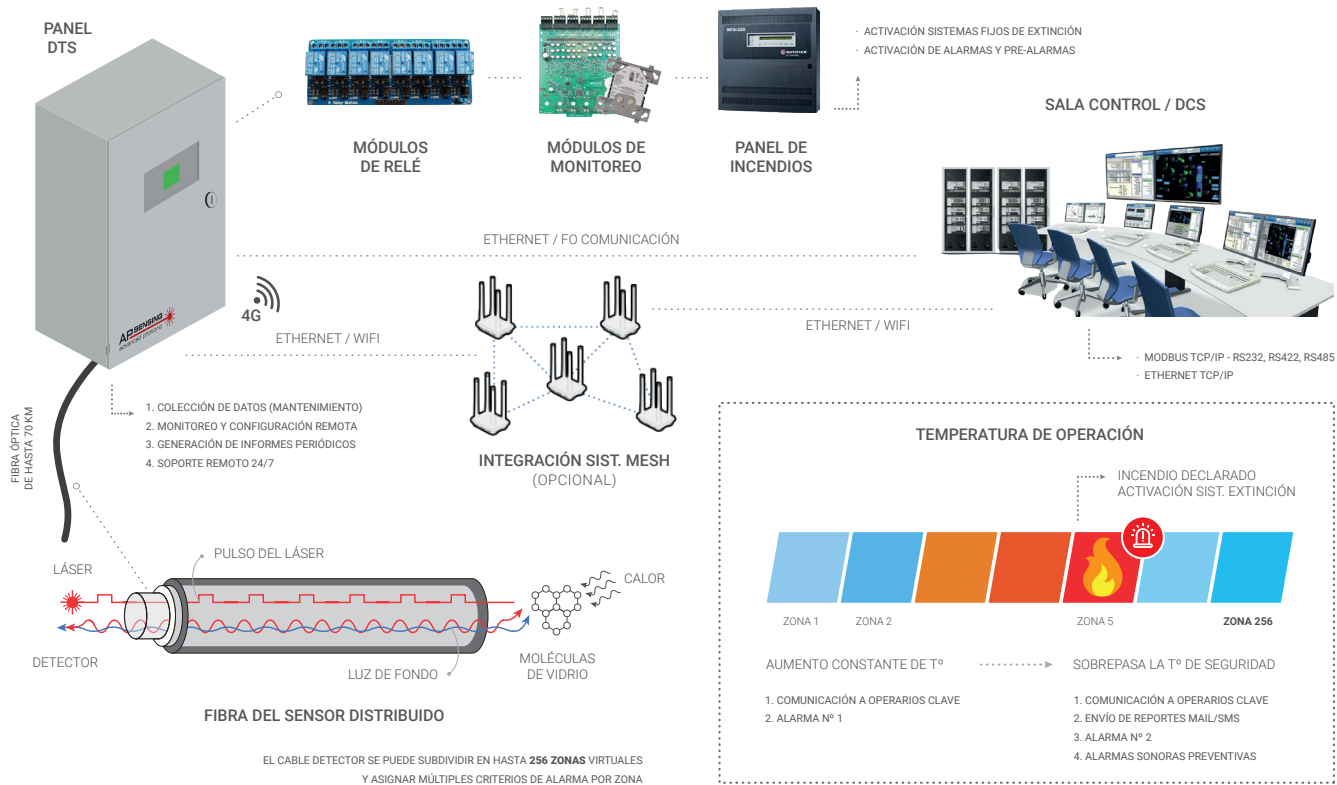 PANEL
DTS
MÓDULOS
DE RELÉ
8 Relay Module
MÓDULOS DE
MONITOREO
NFS-320
NOTIFIER
PANEL DE
INCENDIOS
· ACTIVACIÓN SISTEMAS FIJOS DE EXTINCIÓN
· ACTIVACIÓN DE ALARMAS Y PRE-ALARMAS
SALA CONTROL / DCS
ETHERNET / FO COMUNICACIÓN
4G
AP SENSING
advanced photonic
ETHERNET / WIFI
ETHERNET / WIFI
· MODBUS TCP/IP - RS232, RS422, RS485
· ETHERNET TCP/IP
FIBRA ÓPTICA
DE HASTA 70 KM
1. COLECCIÓN DE DATOS (MANTENIMIENTO)
2. MONITOREO Y CONFIGURACIÓN REMOTA
3. GENERACIÓN DE INFORMES PERIÓDICOS
4. SOPORTE REMOTO 24/7
INTEGRACIÓN SIST. MESH
(OPCIONAL)
LÁSER
PULSO DEL LÁSER
CALOR
DETECTOR
LUZ DE FONDO
MOLÉCULAS
DE VIDRIO
FIBRA DEL SENSOR DISTRIBUIDO
EL CABLE DETECTOR SE PUEDE SUBDIVIDIR EN HASTA 256 ZONAS VIRTUALES
Y ASIGNAR MÚLTIPLES CRITERIOS DE ALARMA POR ZONA
TEMPERATURA DE OPERACIÓN
INCENDIO DECLARADO
ACTIVACIÓN SIST. EXTINCIÓN
ZONA 1
ZONA 2
ZONA 5
ZONA 256
AUMENTO CONSTANTE DE Tº
1. COMUNICACIÓN A OPERARIOS CLAVE
2. ALARMA Nº 1
SOBREPASA LA Tº DE SEGURIDAD
1. COMUNICACIÓN A OPERARIOS CLAVE
2. ENVÍO DE REPORTES MAIL/SMS
3. ALARMA Nº 2
4. ALARMAS SONORAS PREVENTIVAS